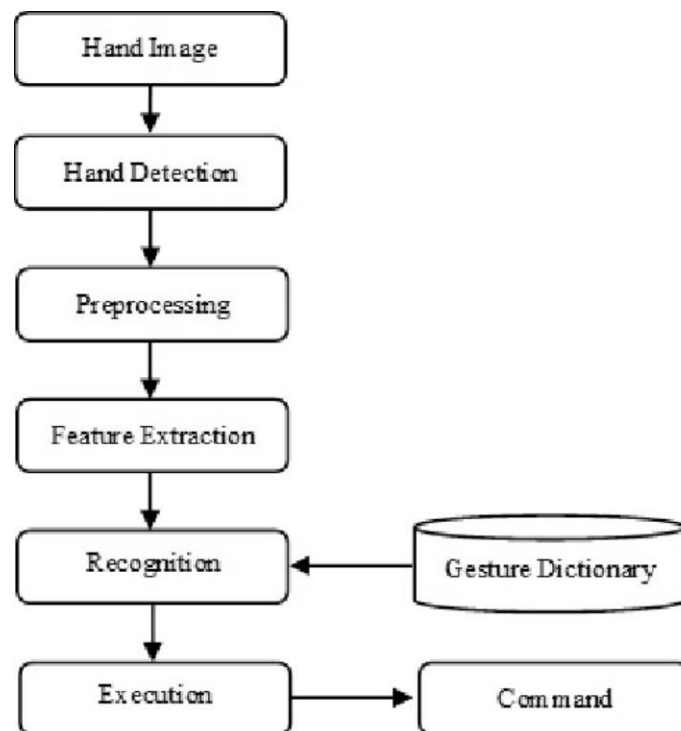 Hand Image
Hand Detection
Preprocessing
Feature Extraction
Recognition
Gesture Dictionary
Execution
Command